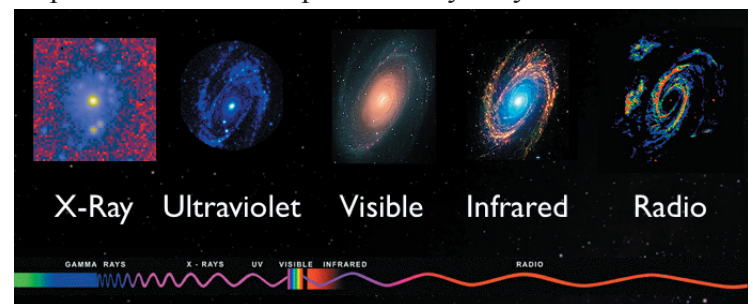 X-Ray Ultraviolet Visible Infrared Radio
GAMMA RAYS X - RAYS UV VISIBLE INFRARED RADIO